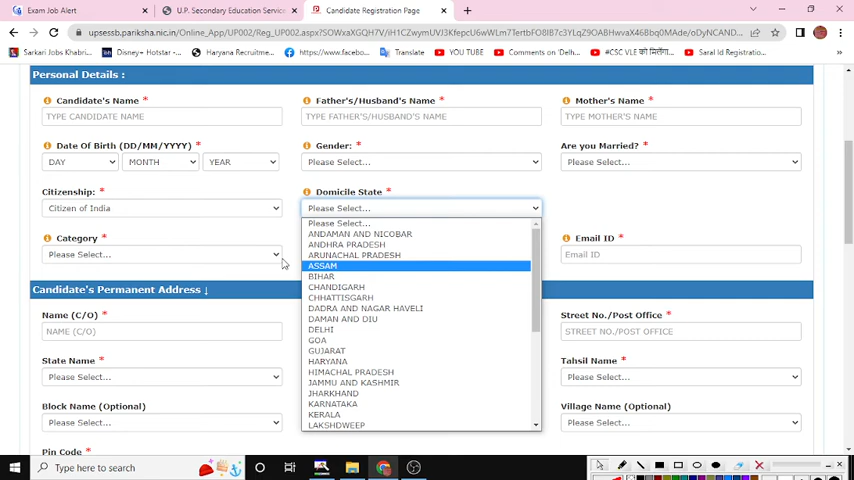 Exam Job Alert
U.P. Secondary Education Servic
Candidate Registration Page
upsessb.pariksha.nic.in/Online_App/UP002/Reg_UP002.aspx?
Sarkari Jobs Khabri...
Disney+ Hotstar -...
Haryana Recruitme...
https://www.facebo...
Translate
YOU TUBE
Comments on 'Delh...
#CSC VLE को मिलेंगा...
Saral Id Registratio...
Personal Details :
Candidate's Name *
Father's/Husband's Name *
Mother's Name *
TYPE CANDIDATE NAME
TYPE FATHER'S/HUSBAND'S NAME
TYPE MOTHER'S NAME
Date Of Birth (DD/MM/YYYY) *
Gender: *
Are you Married? *
DAY
MONTH
YEAR
Please Select...
Please Select...
Citizenship: *
Domicile State *
Citizen of India
Please Select...
Please Select...
ANDAMAN AND NICOBAR
ANDHRA PRADESH
ARUNACHAL PRADESH
ASSAM
BIHAR
CHANDIGARH
CHHATTISGARH
DADRA AND NAGAR HAVELI
DAMAN AND DIU
DELHI
GOA
GUJARAT
HARYANA
HIMACHAL PRADESH
JAMMU AND KASHMIR
JHARKHAND
KARNATAKA
KERALA
LAKSHDWEEP
Category *
Email ID *
Please Select...
Email ID
Candidate's Permanent Address ↓
Name (C/O) *
Street No./Post Office *
NAME (C/O)
STREET NO./POST OFFICE
State Name *
Tahsil Name *
Please Select...
Please Select...
Block Name (Optional)
Village Name (Optional)
Please Select...
Please Select...
Pin Code *
Type here to search